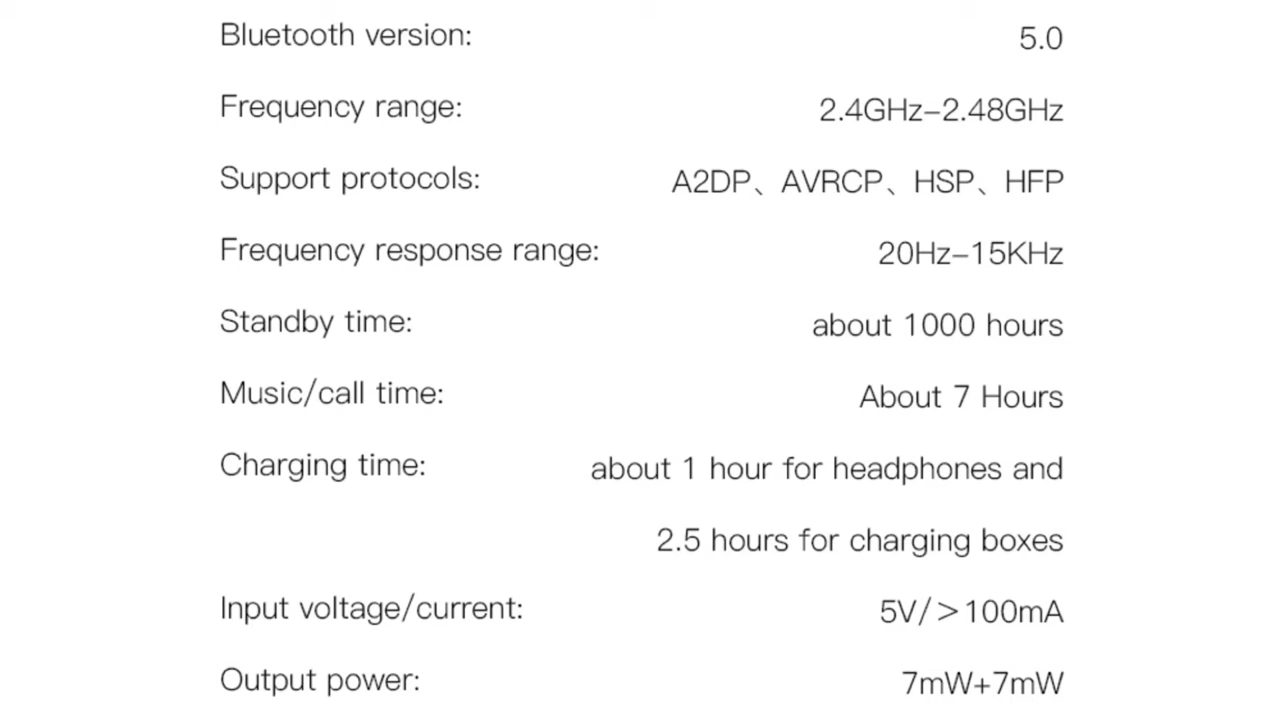 Bluetooth version: 5.0
Frequency range: 2.4GHz–2.48GHz
Support protocols: A2DP、AVRCP、HSP、HFP
Frequency response range: 20Hz–15KHz
Standby time: about 1000 hours
Music/call time: About 7 Hours
Charging time: about 1 hour for headphones and
2.5 hours for charging boxes
Input voltage/current: 5V/>100mA
Output power: 7mW+7mW